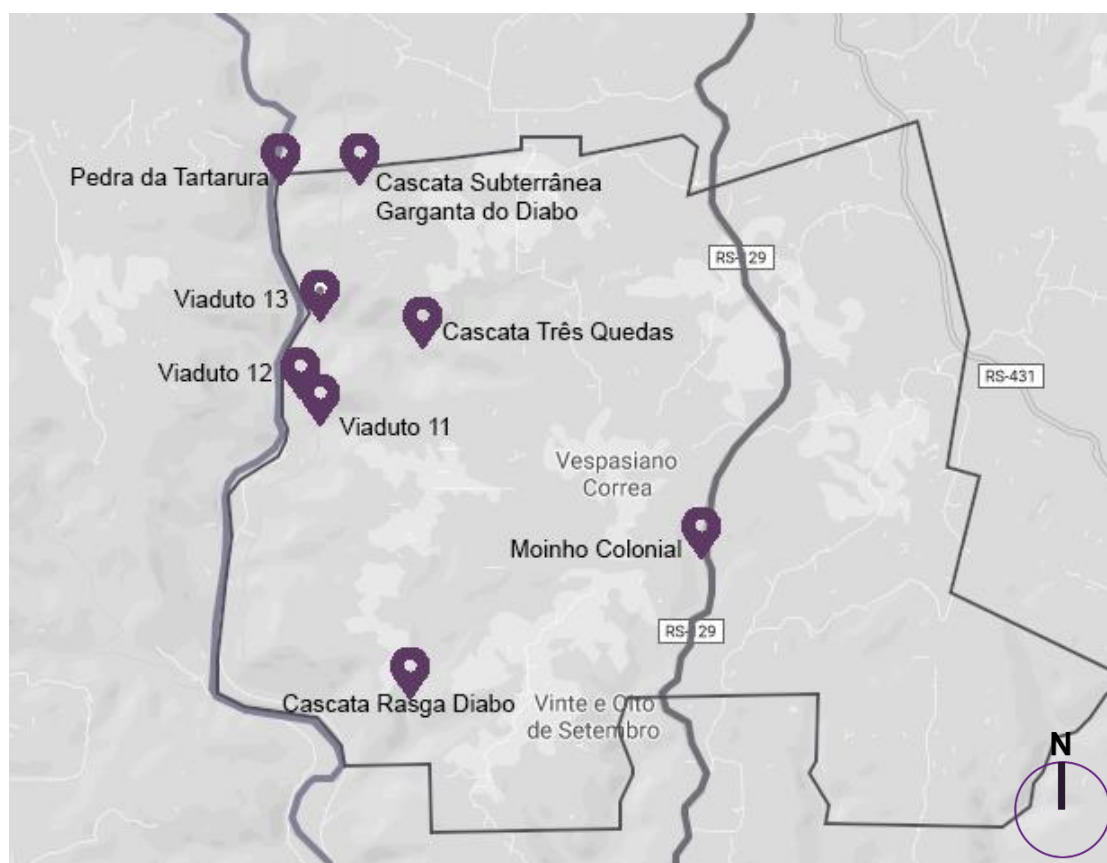 Pedra da Tartarura
Cascata Subterrânea
Garganta do Diabo
RS-129
Viaduto 13
Cascata Três Quedas
Viaduto 12
RS-431
Viaduto 11
Vespasiano
Correa
Moinho Colonial
RS-129
Cascata Rasga Diabo
Vinte e Oito
de Setembro
N